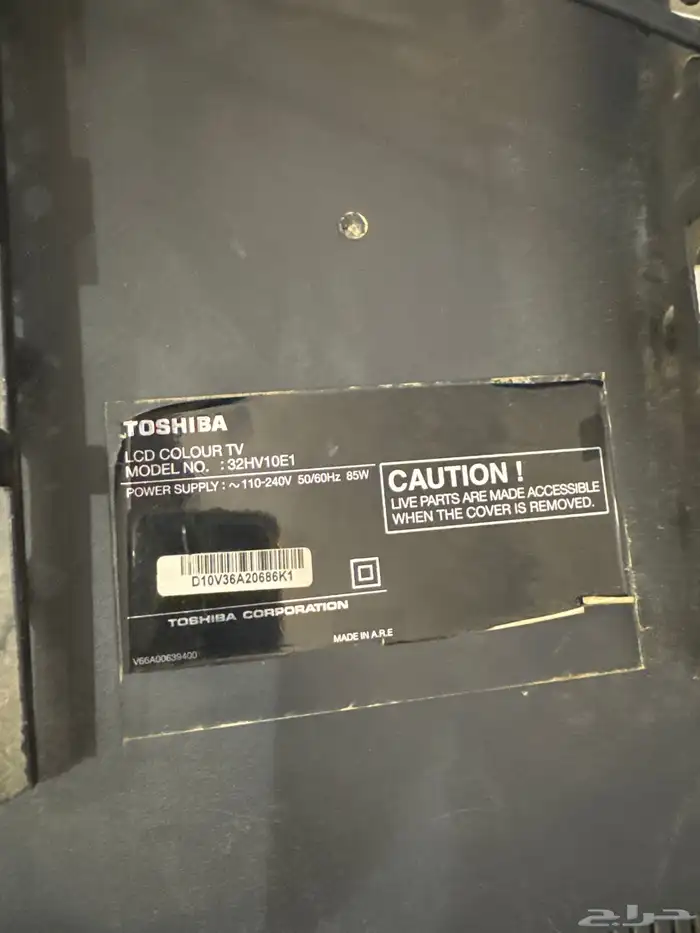 TOSHIBA
LCD COLOUR TV
MODEL NO. : 32HV10E1
POWER SUPPLY : ~110-240V 50/60Hz 85W
CAUTION !
LIVE PARTS ARE MADE ACCESSIBLE
WHEN THE COVER IS REMOVED.
D10V36A20686K1
TOSHIBA CORPORATION
MADE IN A.R.E
V66A00639400
حراج